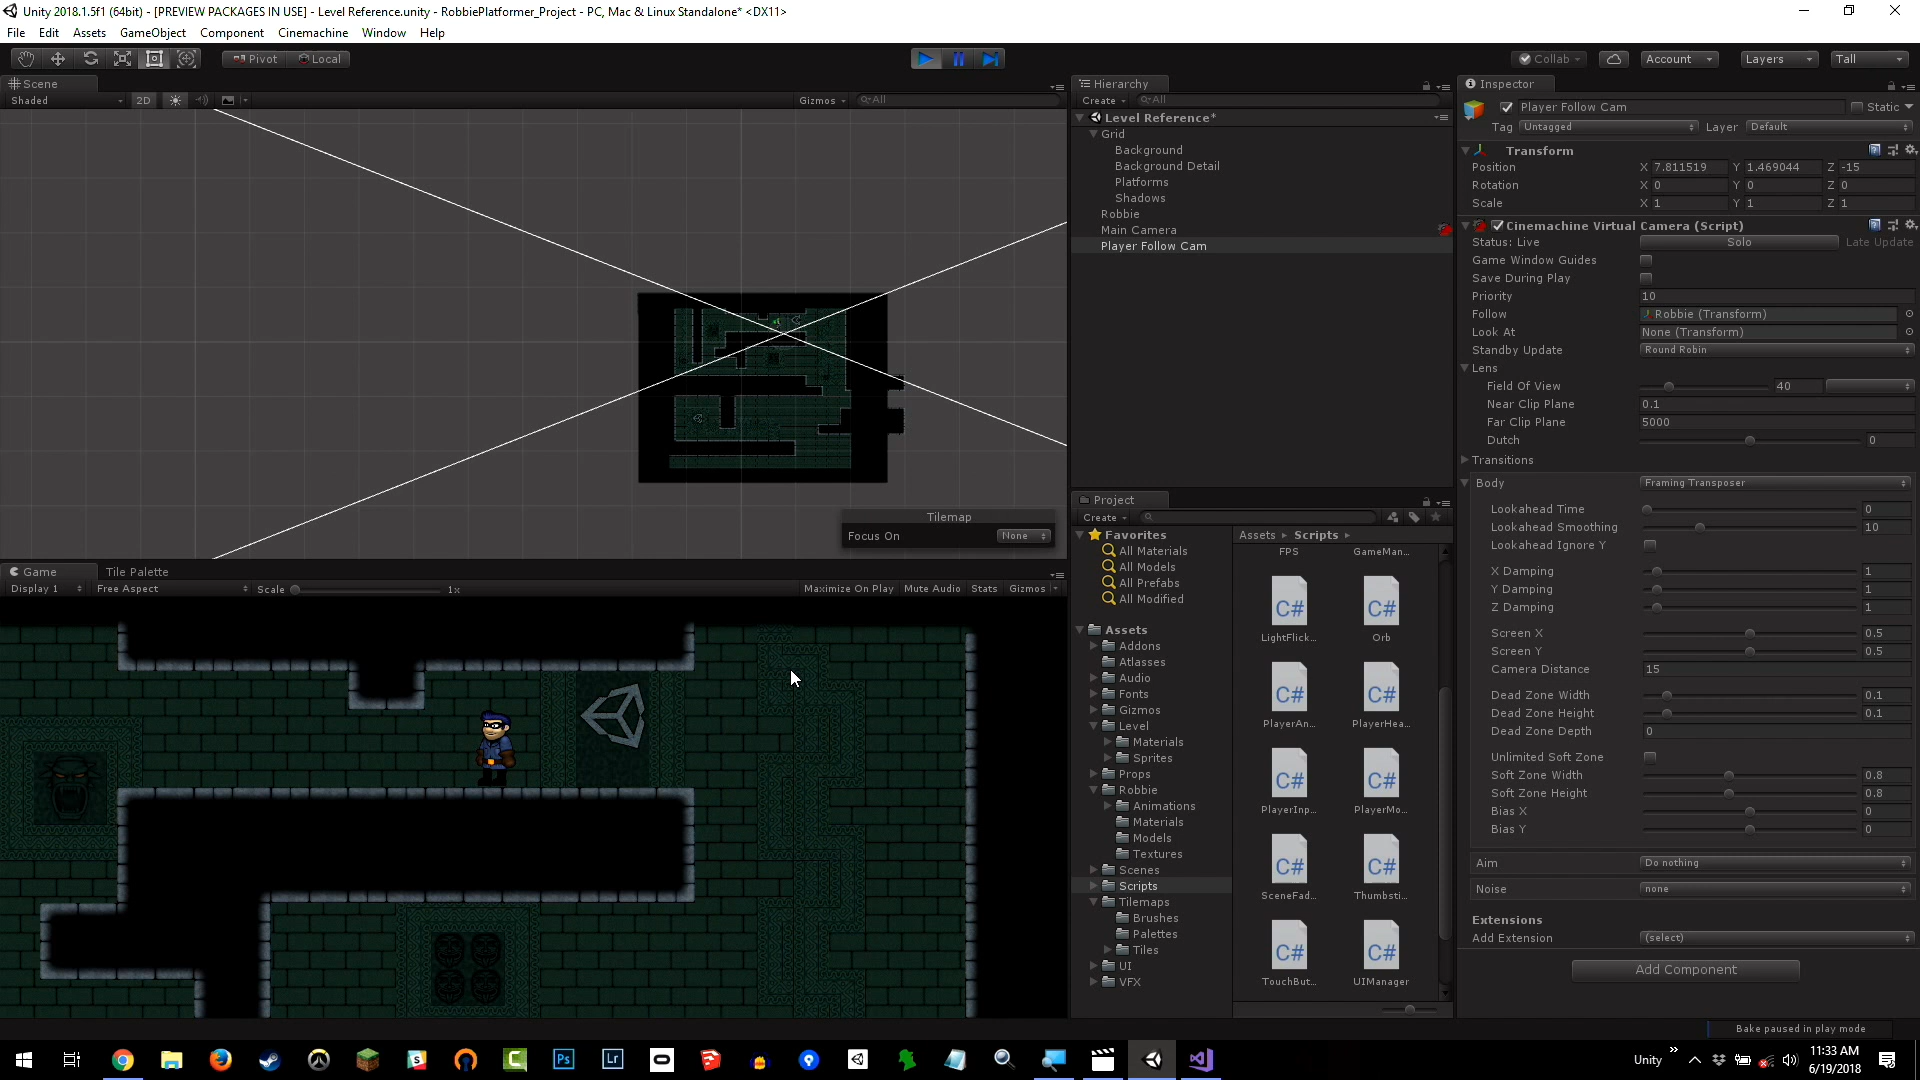 Unity 2018.1.5f1 (64bit) - [PREVIEW PACKAGES IN USE] - Level Reference.unity - RobbiePlatformer_Project - PC, Mac & Linux Standalone* <DX11>
File Edit Assets GameObject Component Cinemachine Window Help
Pivot Local
Collab Account Layers Tall
Scene
Shaded 2D Gizmos All
Tilemap
Focus On None
Game Tile Palette
Display 1 Free Aspect Scale 1x Maximize On Play Mute Audio Stats Gizmos
Hierarchy
Create All
Level Reference*
Grid
Background
Background Detail
Platforms
Shadows
Robbie
Main Camera
Player Follow Cam
Project
Create
Favorites
All Materials
All Models
All Prefabs
All Modified
Assets
Addons
Atlasses
Audio
Fonts
Gizmos
Level
Materials
Sprites
Props
Robbie
Animations
Materials
Models
Textures
Scenes
Scripts
Tilemaps
Brushes
Palettes
Tiles
UI
VFX
Assets Scripts
FPS GameMan...
C# C#
LightFlick... Orb
C# C#
PlayerAn... PlayerHea...
C# C#
PlayerInp... PlayerMo...
C# C#
SceneFad... Thumbsti...
C# C#
TouchBut... UIManager
Inspector
Player Follow Cam Static
Tag Untagged Layer Default
Transform
Position X 7.811519 Y 1.469044 Z -15
Rotation X 0 Y 0 Z 0
Scale X 1 Y 1 Z 1
Cinemachine Virtual Camera (Script)
Status: Live Solo Late Update
Game Window Guides
Save During Play
Priority 10
Follow Robbie (Transform)
Look At None (Transform)
Standby Update Round Robin
Lens
Field Of View 40
Near Clip Plane 0.1
Far Clip Plane 5000
Dutch 0
Transitions
Body Framing Transposer
Lookahead Time 0
Lookahead Smoothing 10
Lookahead Ignore Y
X Damping 1
Y Damping 1
Z Damping 1
Screen X 0.5
Screen Y 0.5
Camera Distance 15
Dead Zone Width 0.1
Dead Zone Height 0.1
Dead Zone Depth 0
Unlimited Soft Zone
Soft Zone Width 0.8
Soft Zone Height 0.8
Bias X 0
Bias Y 0
Aim Do nothing
Noise none
Extensions
Add Extension (select)
Add Component
Bake paused in play mode
Ps Lr
Unity 11:33 AM
6/19/2018